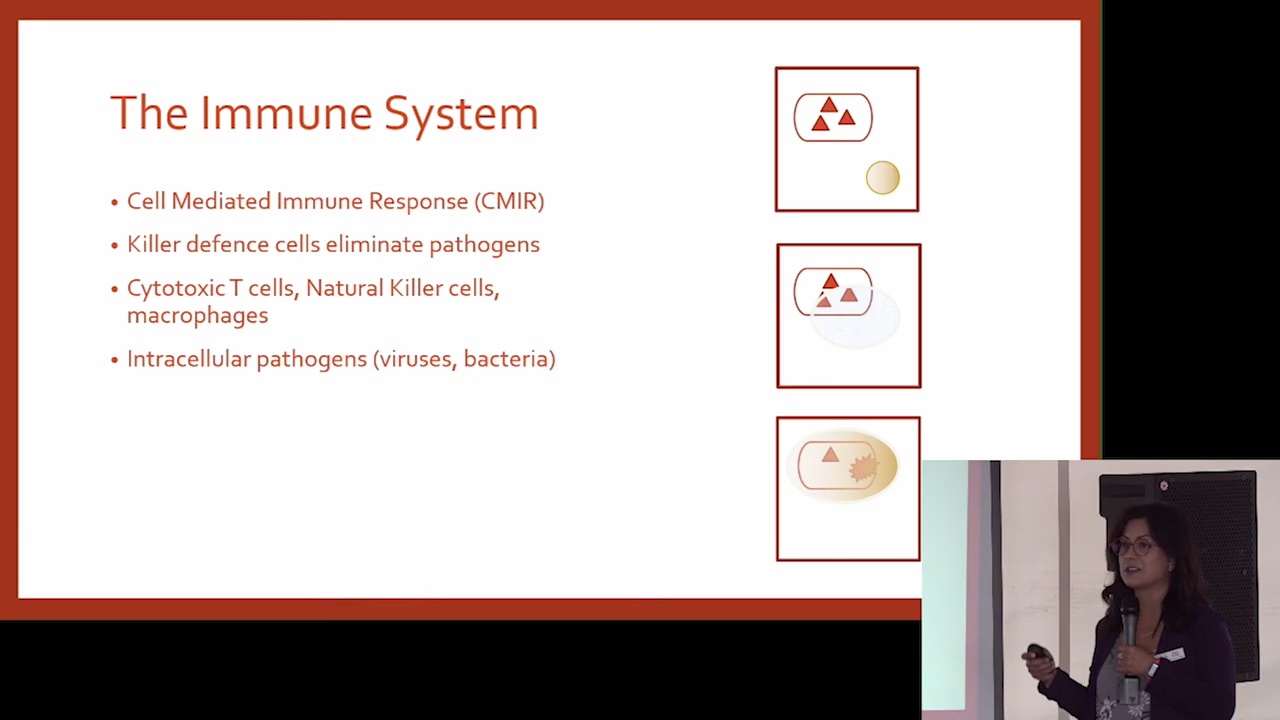 The Immune System
• Cell Mediated Immune Response (CMIR)
• Killer defence cells eliminate pathogens
• Cytotoxic T cells, Natural Killer cells,
macrophages
• Intracellular pathogens (viruses, bacteria)